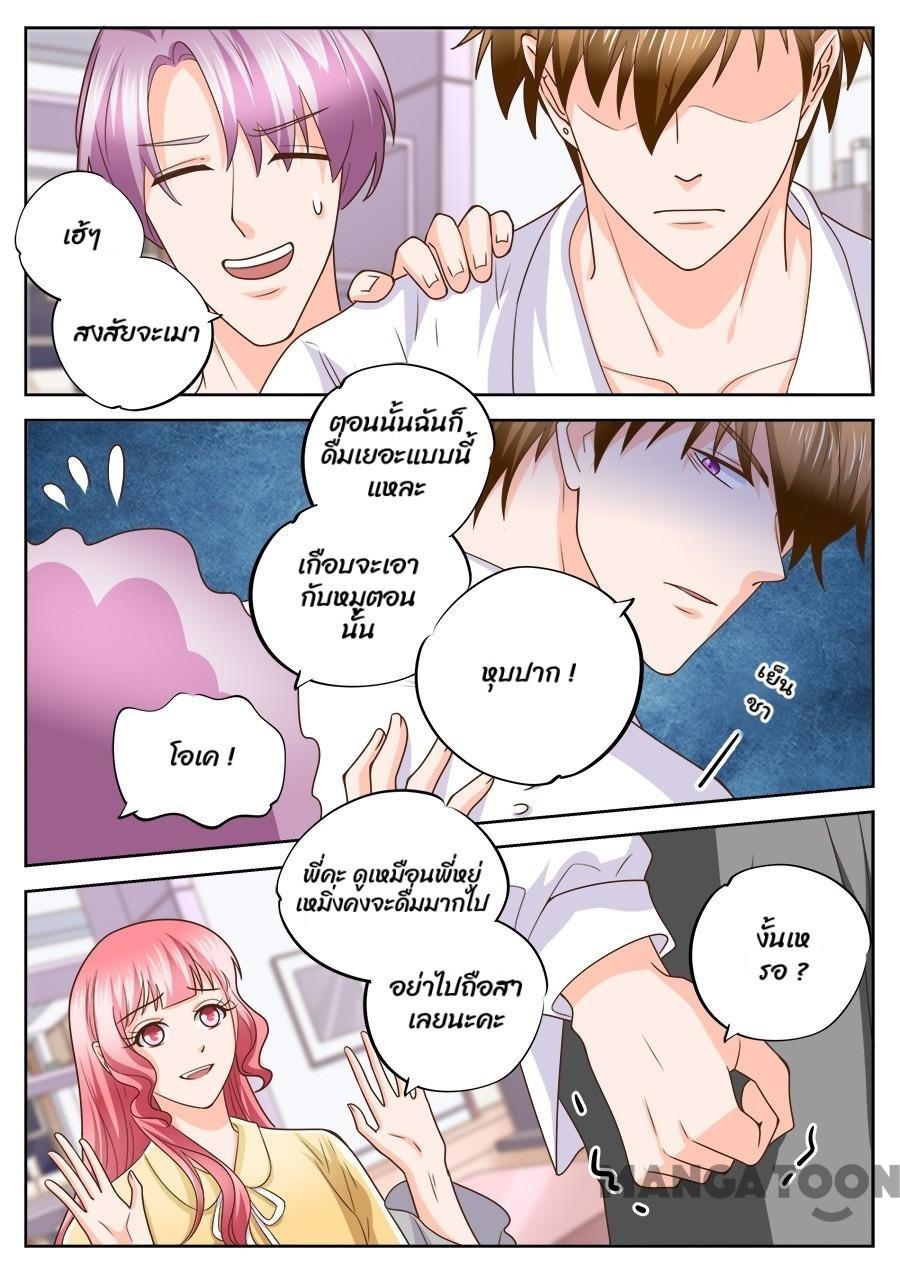 เฮ้ๆ
สงสัยจะเมา
ตอนนั้นฉันก็
ดื่มเยอะแบบนี้
แหละ
เกือบจะเอา
กับหมูตอน
นั้น
หุบปาก !
เย็น
ชา
โอเค !
พี่คะ ดูเหมือนพี่หยู่
เหมิ่งคงจะดื่มมากไป
อย่าไปถือสา
เลยนะคะ
งั้นเห
รอ ?
MANGATOON